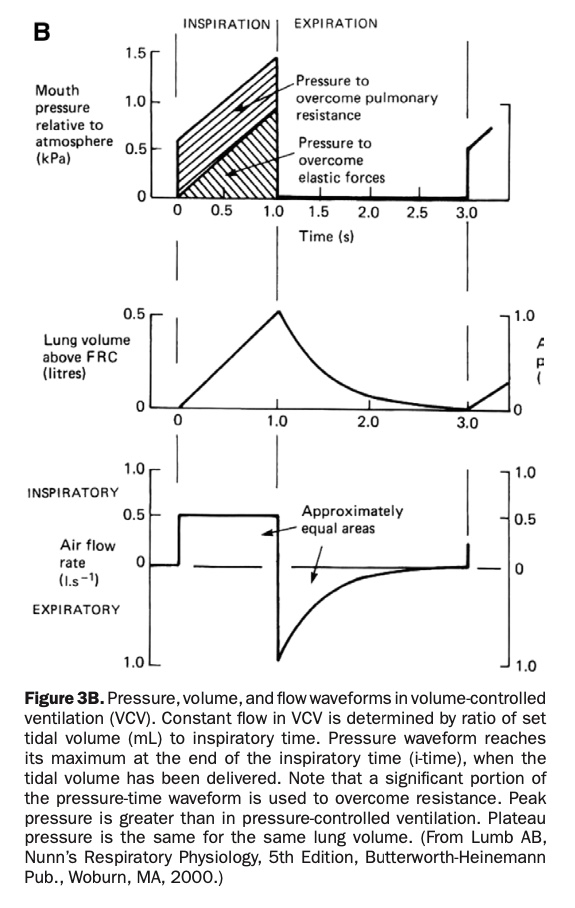 B
INSPIRATION
EXPIRATION
1.5
1.0
0.5
0
Mouth
pressure
relative to
atmosphere
(kPa)
Pressure to
overcome pulmonary
resistance
Pressure to
overcome
elastic forces
0
0.5
1.0
1.5
2.0
2.5
3.0
Time (s)
0.5
0
Lung volume
above FRC
(litres)
1.0
0
A
p
(
0
1.0
2.0
3.0
1.0
INSPIRATORY
0.5
Air flow
rate
(l.s⁻¹)
0
EXPIRATORY
1.0
Approximately
equal areas
1.0
0.5
0
1.0
Figure 3B. Pressure, volume, and flow waveforms in volume-controlled
ventilation (VCV). Constant flow in VCV is determined by ratio of set
tidal volume (mL) to inspiratory time. Pressure waveform reaches
its maximum at the end of the inspiratory time (i-time), when the
tidal volume has been delivered. Note that a significant portion of
the pressure-time waveform is used to overcome resistance. Peak
pressure is greater than in pressure-controlled ventilation. Plateau
pressure is the same for the same lung volume. (From Lumb AB,
Nunn's Respiratory Physiology, 5th Edition, Butterworth-Heinemann
Pub., Woburn, MA, 2000.)